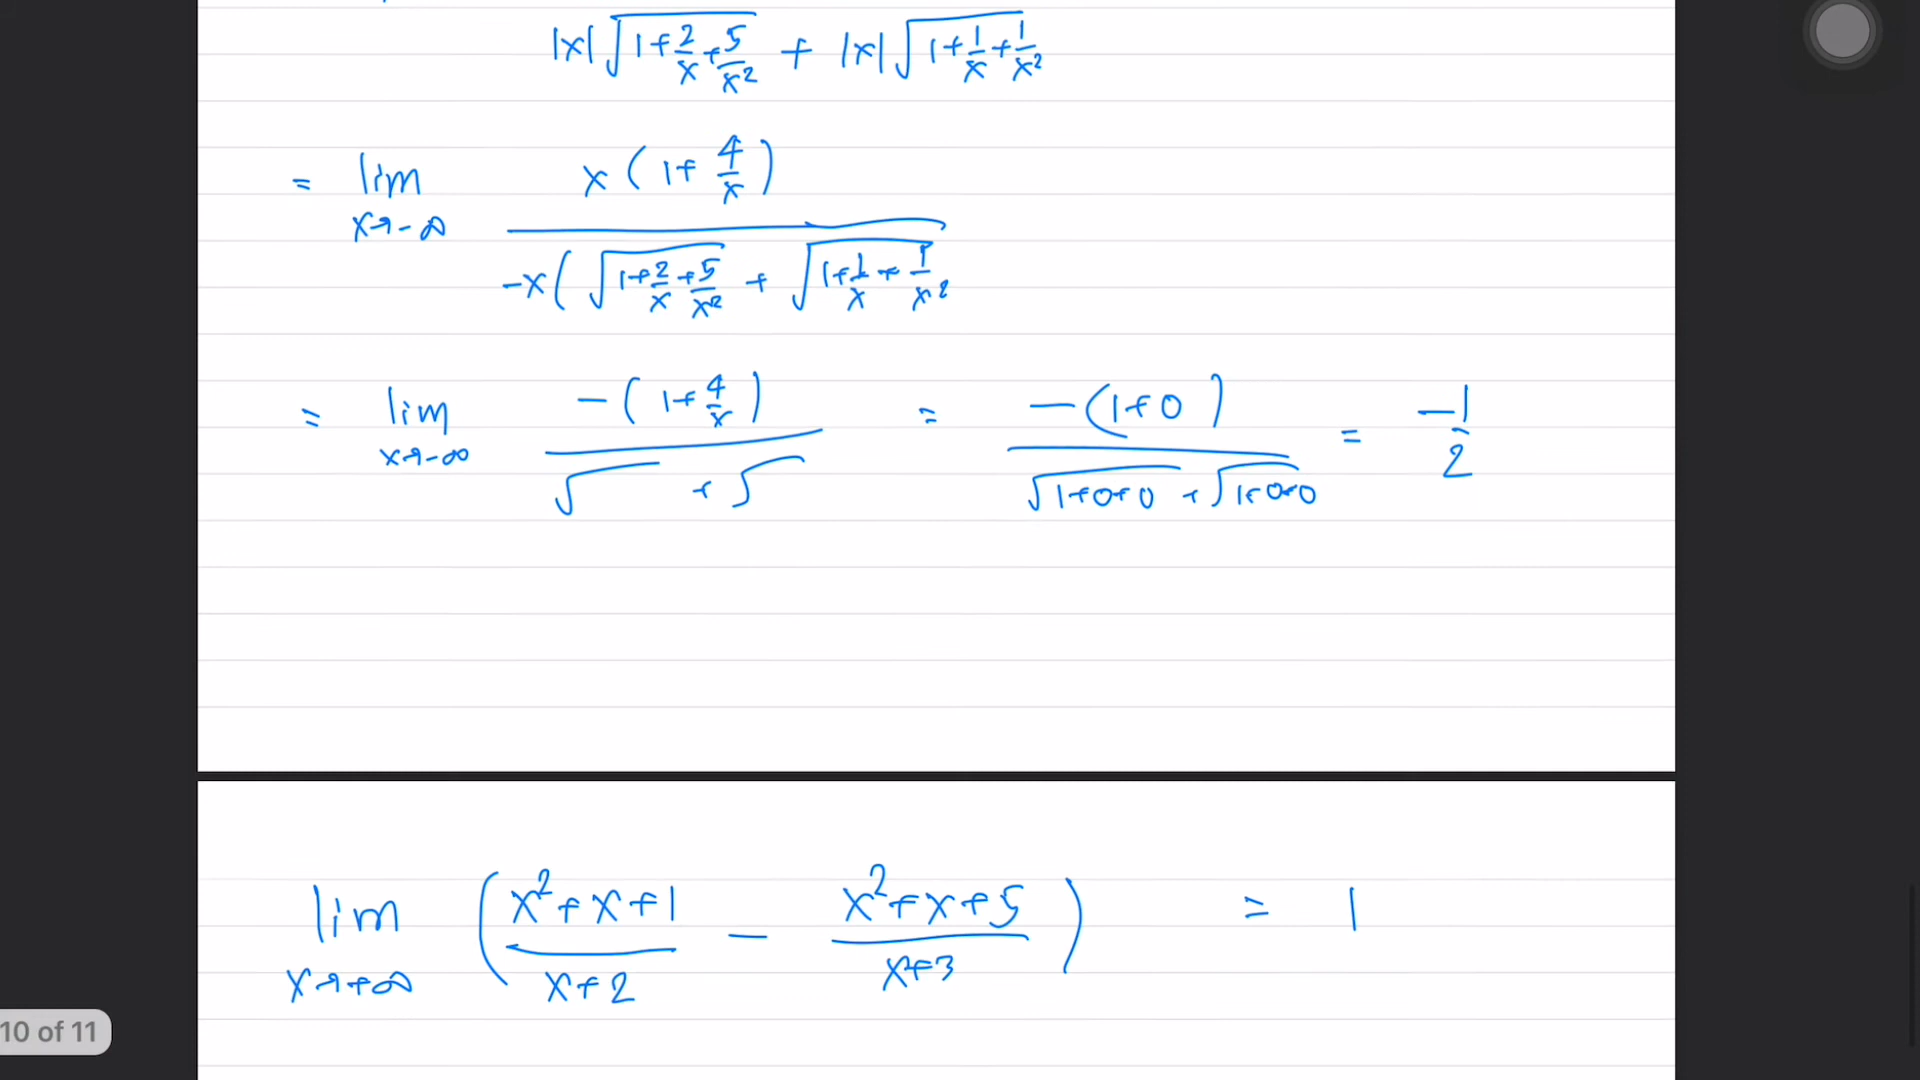 |x|√(1+2/x+5/x²) + |x|√(1+1/x+1/x²)
= lim x→-∞ x(1+4/x) / -x(√(1+2/x+5/x²) + √(1+1/x+1/x²)
= lim x→-∞ -(1+4/x) / √ + √ = -(1+0) / √(1+0+0) + √(1+0+0) = -1/2
lim x→+∞ (x²+x+1 / x+2 - x²+x+5 / x+3) = 1
10 of 11